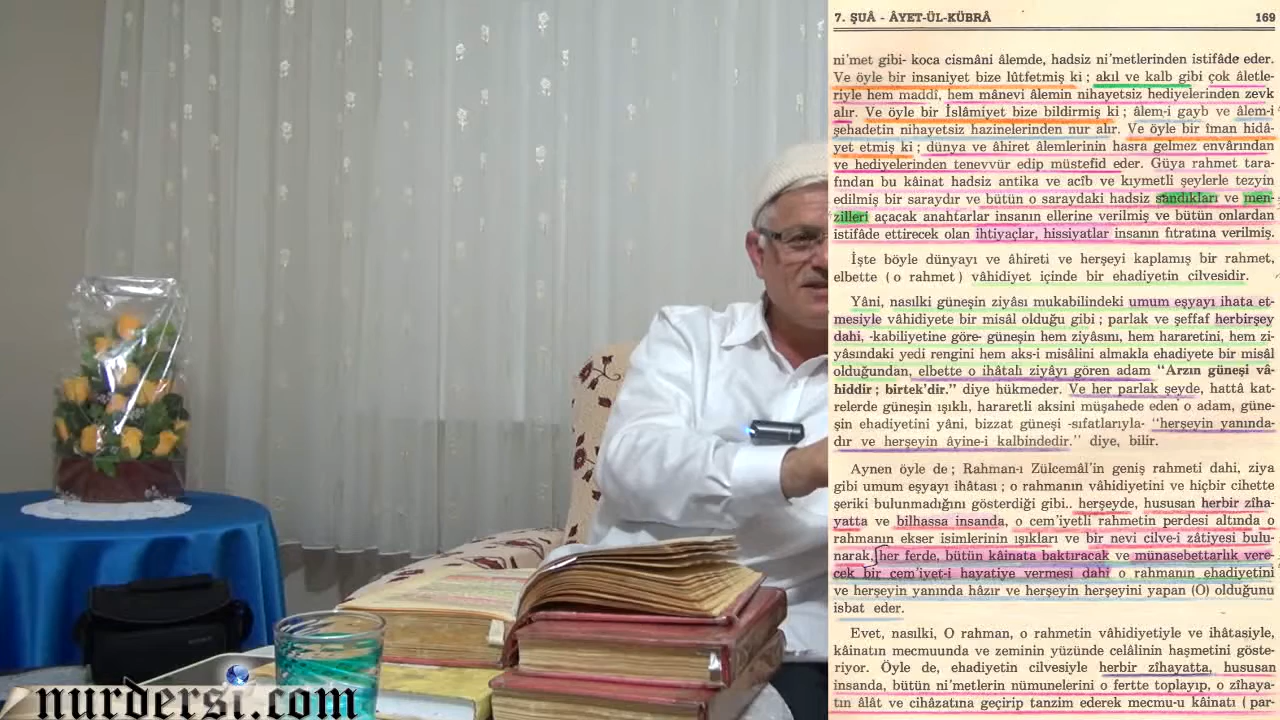 7. ŞUÂ - ÂYET-ÜL-KÜBRÂ 169
ni'met gibi- koca cismâni âlemde, hadsiz ni'metlerinden istifâde eder.
Ve öyle bir insaniyet bize lûtfetmiş ki ; akıl ve kalb gibi çok âletle-
riyle hem maddî, hem mânevi âlemin nihayetsiz hediyelerinden zevk
alır. Ve öyle bir İslâmiyet bize bildirmiş ki ; âlem-i gayb ve âlem-i
şehadetin nihayetsiz hazinelerinden nur alır. Ve öyle bir îman hidâ-
yet etmiş ki ; dünya ve âhiret âlemlerinin hasra gelmez envârından
ve hediyelerinden tenevvür edip müstefid eder. Güya rahmet tara-
fından bu kâinat hadsiz antika ve acîb ve kıymetli şeylerle tezyin
edilmiş bir saraydır ve bütün o saraydaki hadsiz sandıkları ve men-
zilleri açacak anahtarlar insanın ellerine verilmiş ve bütün onlardan
istifâde ettirecek olan ihtiyaçlar, hissiyatlar insanın fıtratına verilmiş.
İşte böyle dünyayı ve âhireti ve herşeyi kaplamış bir rahmet,
elbette ( o rahmet ) vâhidiyet içinde bir ehadiyetin cilvesidir.
Yâni, nasılki güneşin ziyâsı mukabilindeki umum eşyayı ihata et-
mesiyle vâhidiyete bir misâl olduğu gibi ; parlak ve şeffaf herbirşey
dahi, -kabiliyetine göre- güneşin hem ziyâsını, hem hararetini, hem zi-
yâsındaki yedi rengini hem aks-i misâlini almakla ehadiyete bir misâl
olduğundan, elbette o ihâtalı ziyâyı gören adam "Arzın güneşi vâ-
hiddir ; birtek'dir." diye hükmeder. Ve her parlak şeyde, hattâ kat-
relerde güneşin ışıklı, hararetli aksini müşahede eden o adam, güne-
şin ehadiyetini yâni, bizzat güneşi -sıfatlarıyla- "herşeyin yanında-
dır ve herşeyin âyine-i kalbindedir." diye, bilir.
Aynen öyle de ; Rahman-ı Zülcemâl'in geniş rahmeti dahi, ziya
gibi umum eşyayı ihâtası ; o rahmanın vâhidiyetini ve hiçbir cihette
şeriki bulunmadığını gösterdiği gibi.. herşeyde, hususan herbir zîha-
yatta ve bilhassa insanda, o cem'iyetli rahmetin perdesi altında o
rahmanın ekser isimlerinin ışıkları ve bir nevi cilve-i zâtiyesi bulu-
narak, her ferde, bütün kâinata baktıracak ve münasebettarlık vere-
cek bir cem'iyet-i hayatiye vermesi dahi o rahmanın ehadiyetini
ve herşeyin yanında hâzır ve herşeyin herşeyini yapan (O) olduğunu
isbat eder.
Evet, nasılki, O rahman, o rahmetin vâhidiyetiyle ve ihâtasiyle,
kâinatın mecmuunda ve zeminin yüzünde celâlinin haşmetini göste-
riyor. Öyle de, ehadiyetin cilvesiyle herbir zîhayatta, hususan
insanda, bütün ni'metlerin nümunelerini o fertte toplayıp, o zîhaya-
tın âlât ve cihâzatına geçirip tanzim ederek mecmu-u kâinatı ( par-
nurdersi.com